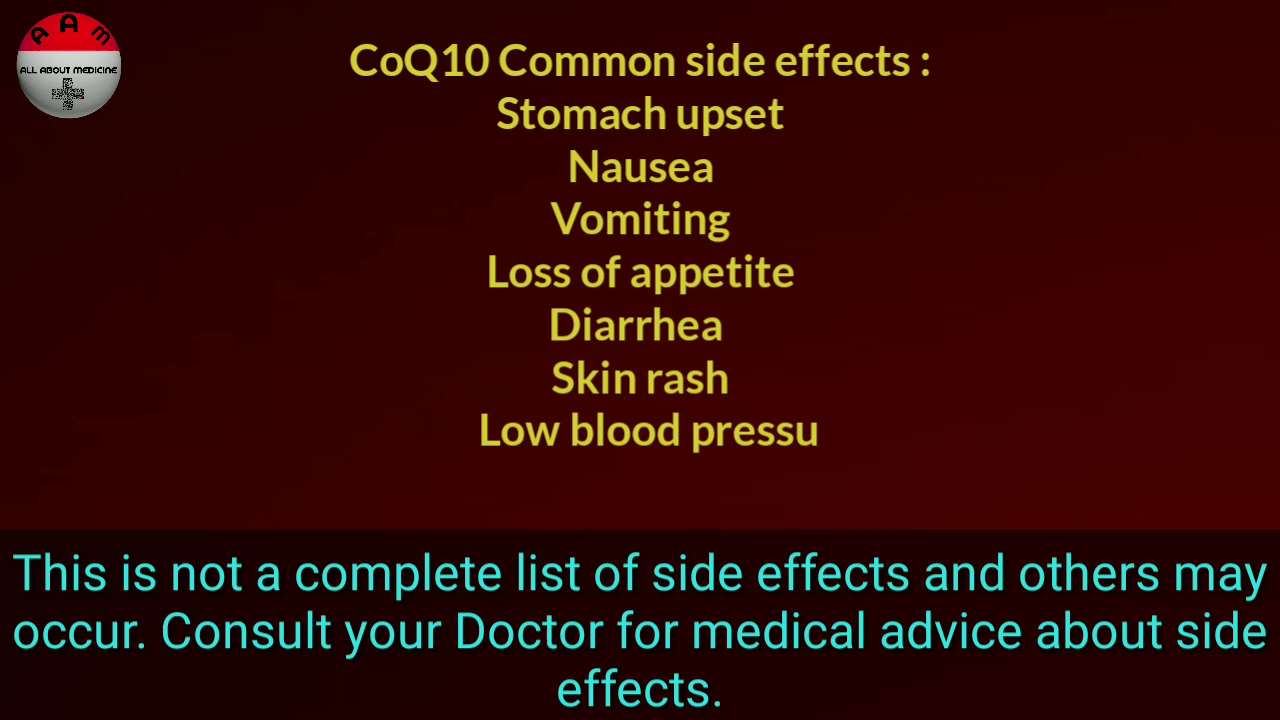 A A M
ALL ABOUT MEDICINE
CoQ10 Common side effects :
Stomach upset
Nausea
Vomiting
Loss of appetite
Diarrhea
Skin rash
Low blood pressu
This is not a complete list of side effects and others may
occur. Consult your Doctor for medical advice about side
effects.